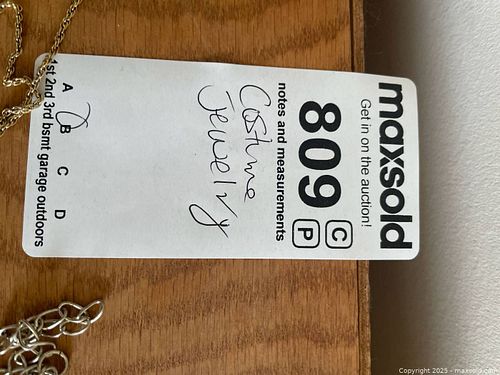 maxsold
Get in on the auction!
809 C P
notes and measurements
Costume
Jewelry
A B C D
1st 2nd 3rd bsmt garage outdoors
Copyright 2025 - maxsold.com